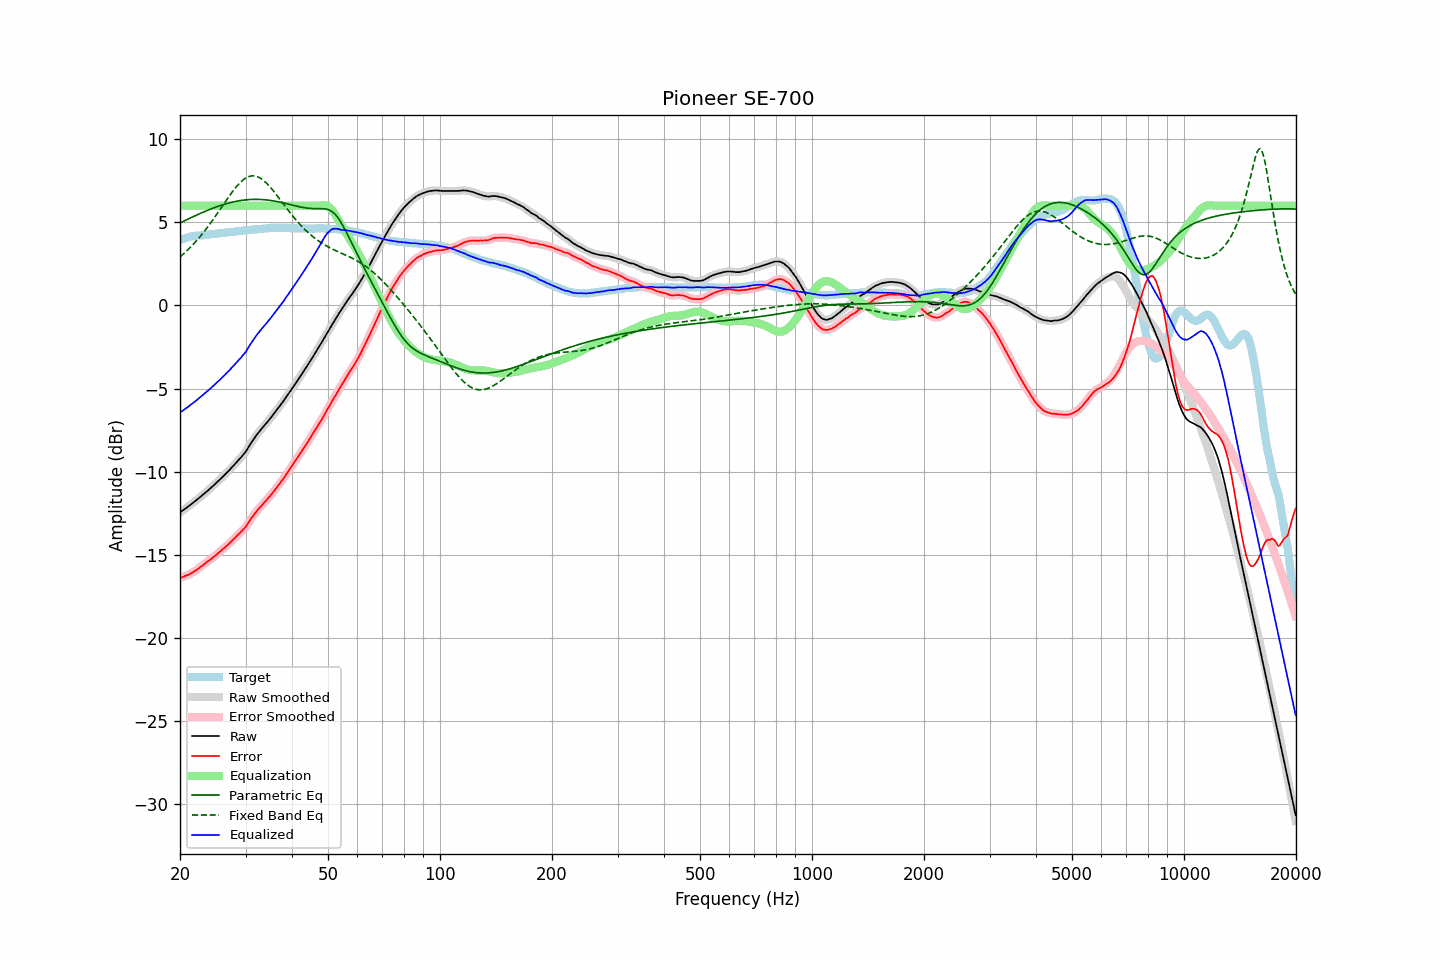 Pioneer SE-700
10
5
0
−5
−10
−15
−20
−25
−30
Amplitude (dBr)
Target
Raw Smoothed
Error Smoothed
Raw
Error
Equalization
Parametric Eq
Fixed Band Eq
Equalized
20 50 100 200 500 1000 2000 5000 10000 20000
Frequency (Hz)